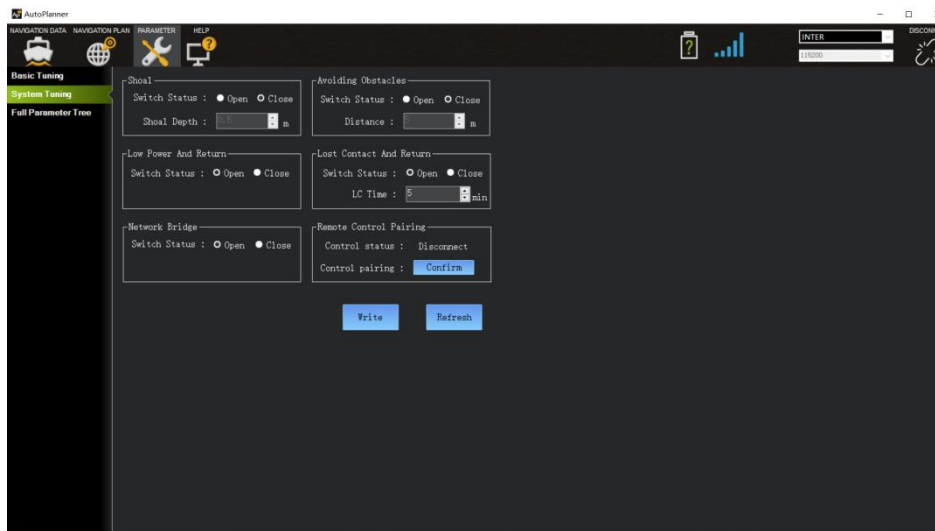 AutoPlanner
NAVIGATION DATA NAVIGATION PLAN PARAMETER HELP
INTER
115200
Basic Tuning
System Tuning
Full Parameter Tree
Shoal
Switch Status : Open Close
Shoal Depth : 0.5 m
Avoiding Obstacles
Switch Status : Open Close
Distance : m
Low Power And Return
Switch Status : Open Close
Lost Contact And Return
Switch Status : Open Close
LC Time : 5 min
Network Bridge
Switch Status : Open Close
Remote Control Pairing
Control status : Disconnect
Control pairing : Confirm
Write Refresh